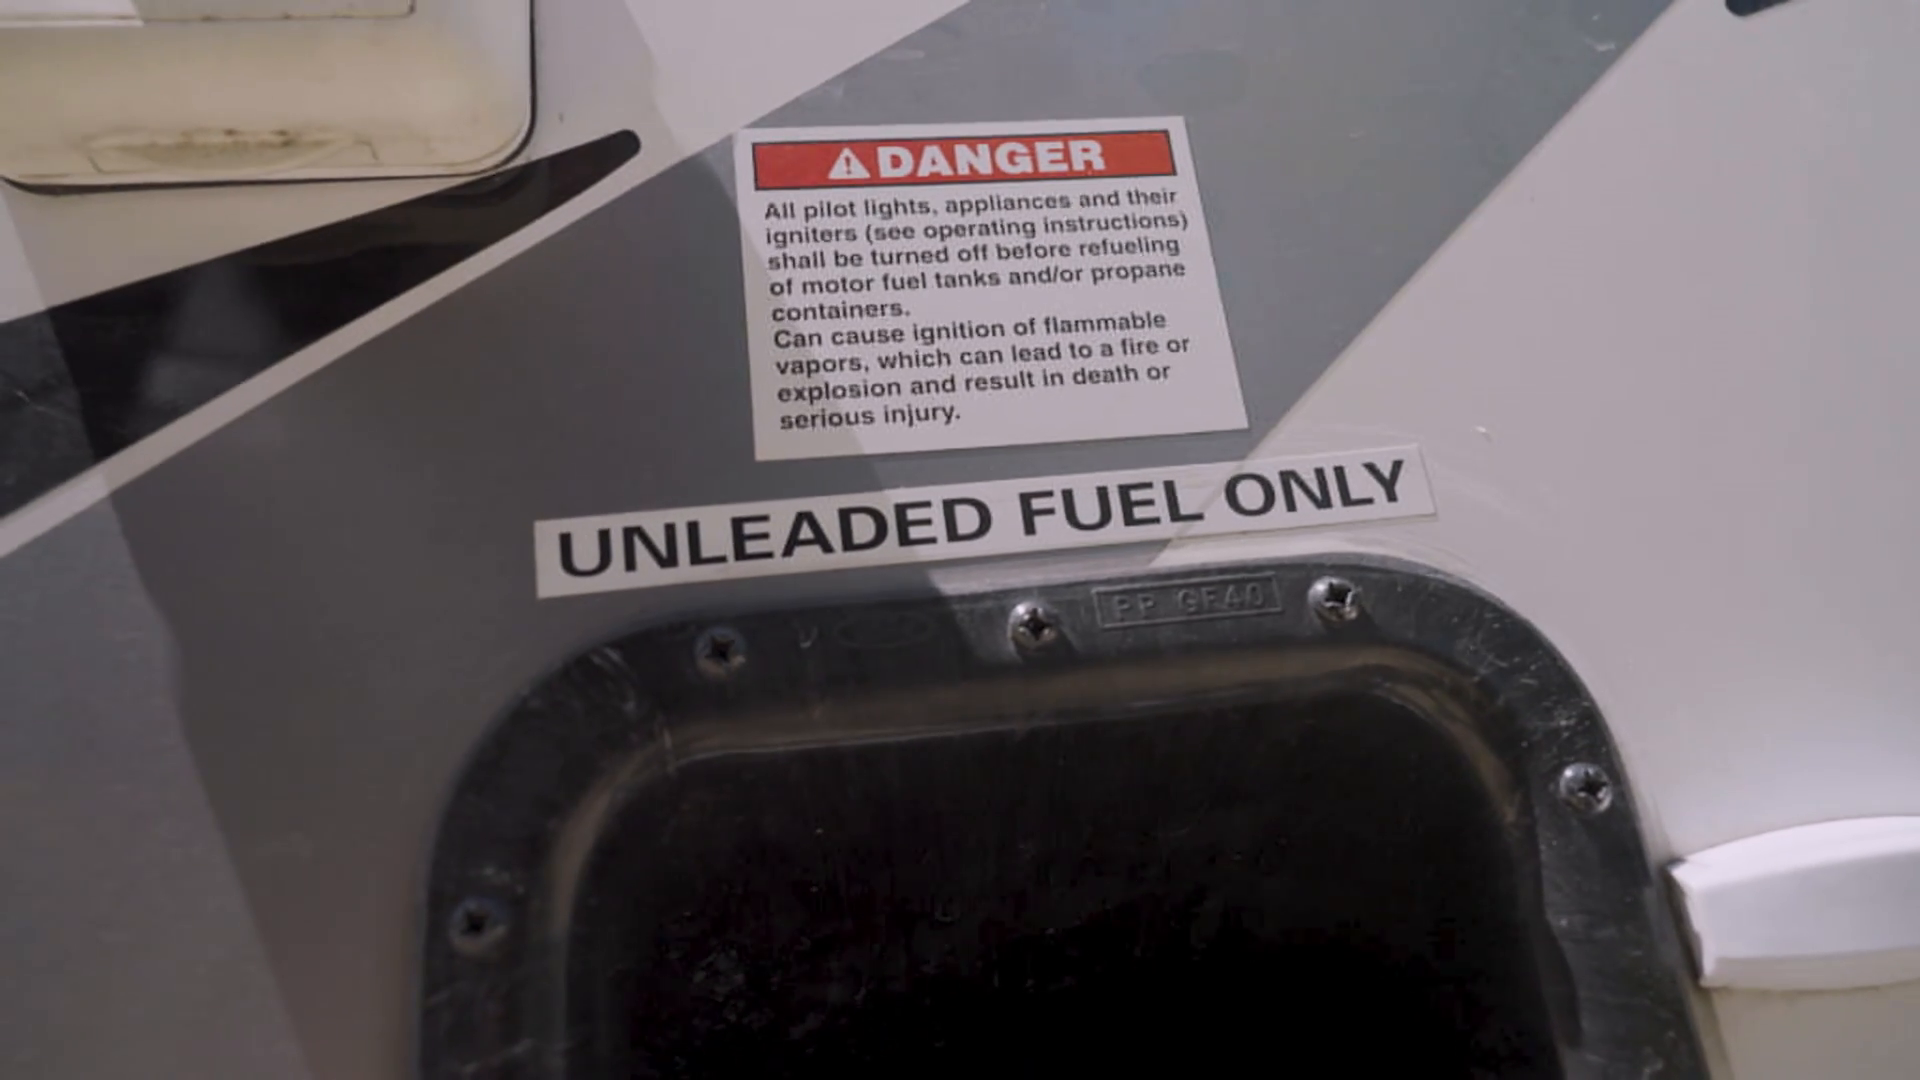 DANGER
All pilot lights, appliances and their
igniters (see operating instructions)
shall be turned off before refueling
of motor fuel tanks and/or propane
containers.
Can cause ignition of flammable
vapors, which can lead to a fire or
explosion and result in death or
serious injury.
UNLEADED FUEL ONLY
PP GF40